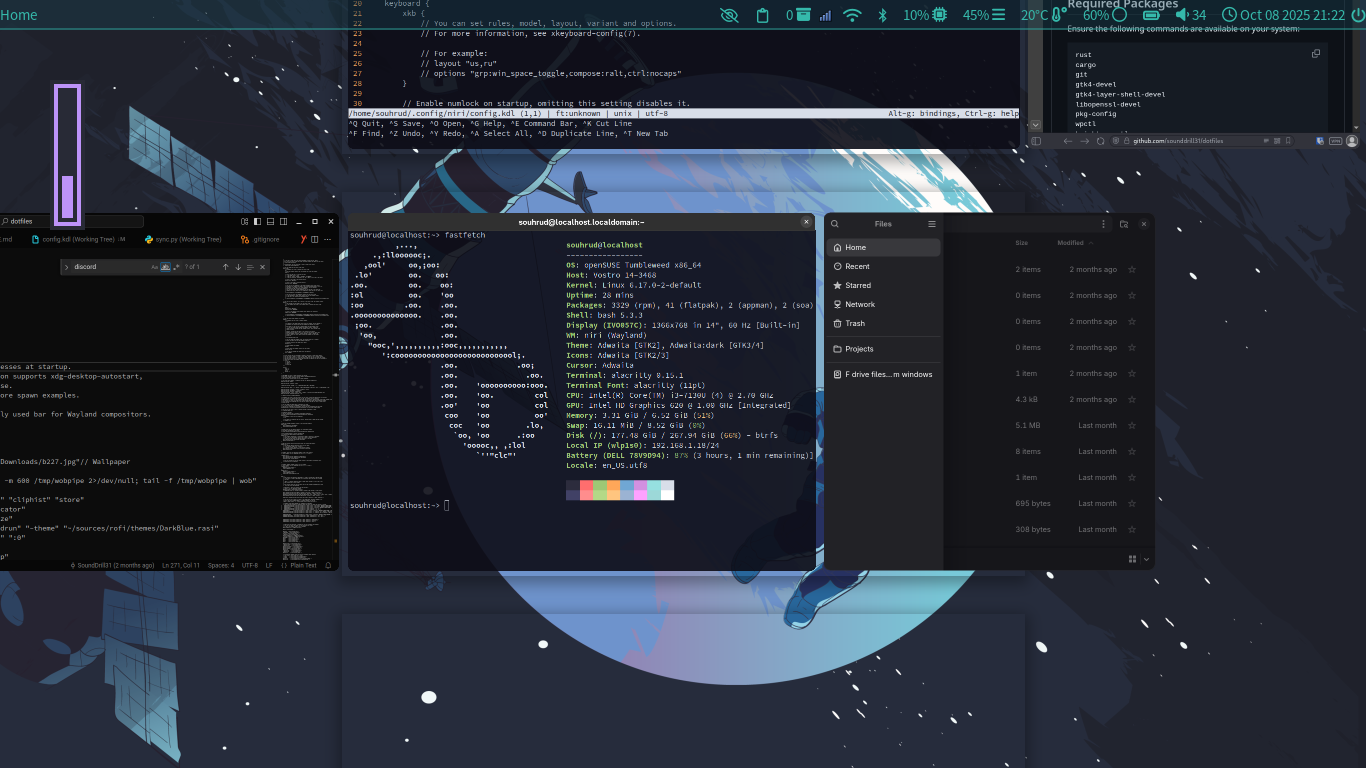 Home
0
10%
45%
20°C
60%
34
Oct 08 2025 21:22
20 keyboard {
21 xkb {
22 // You can set rules, model, layout, variant and options.
23 // For more information, see xkeyboard-config(7).
24
25 // For example:
26 // layout "us,ru"
27 // options "grp:win_space_toggle,compose:ralt,ctrl:nocaps"
28 }
29
30 // Enable numlock on startup, omitting this setting disables it.
/home/souhrud/.config/niri/config.kdl (1,1) | ft:unknown | unix | utf-8 Alt-g: bindings, Ctrl-g: help
^Q Quit, ^S Save, ^O Open, ^G Help, ^E Command Bar, ^K Cut Line
^F Find, ^Z Undo, ^Y Redo, ^A Select All, ^D Duplicate Line, ^T New Tab
Required Packages
Ensure the following commands are available on your system:
rust
cargo
git
gtk4-devel
gtk4-layer-shell-devel
libopenssl-devel
pkg-config
wpctl
github.com/sounddrill31/dotfiles
VPN
dotfiles
.md
config.kdl (Working Tree) M
sync.py (Working Tree)
.gitignore
discord
? of 1
esses at startup.
on supports xdg-desktop-autostart,
se.
ore spawn examples.
ly used bar for Wayland compositors.
Downloads/b227.jpg"// Wallpaper
-m 600 /tmp/wobpipe 2>/dev/null; tail -f /tmp/wobpipe | wob"
" "cliphist" "store"
cator"
ze"
drun" "-theme" "~/sources/rofi/themes/DarkBlue.rasi"
" ":0"
p"
SoundDrill31 (2 months ago) Ln 271, Col 11 Spaces: 4 UTF-8 LF {} Plain Text
souhrud@localhost.localdomain:~
souhrud@localhost:~> fastfetch
souhrud@localhost
-----------------
OS: openSUSE Tumbleweed x86_64
Host: Vostro 14-3468
Kernel: Linux 6.17.0-2-default
Uptime: 28 mins
Packages: 3329 (rpm), 41 (flatpak), 2 (appman), 2 (soa)
Shell: bash 5.3.3
Display (IVO057C): 1366x768 in 14", 60 Hz [Built-in]
WM: niri (Wayland)
Theme: Adwaita [GTK2], Adwaita:dark [GTK3/4]
Icons: Adwaita [GTK2/3]
Cursor: Adwaita
Terminal: alacritty 0.15.1
Terminal Font: alacritty (11pt)
CPU: Intel(R) Core(TM) i3-7130U (4) @ 2.70 GHz
GPU: Intel HD Graphics 620 @ 1.00 GHz [Integrated]
Memory: 3.31 GiB / 6.52 GiB (51%)
Swap: 16.11 MiB / 8.52 GiB (0%)
Disk (/): 177.48 GiB / 267.94 GiB (66%) - btrfs
Local IP (wlp1s0): 192.168.1.18/24
Battery (DELL 78V9D94): 87% (3 hours, 1 min remaining)]
Locale: en_US.utf8
souhrud@localhost:~>
Files
Home
Recent
Starred
Network
Trash
Projects
F drive files...m windows
Size Modified
2 items 2 months ago
0 items 2 months ago
0 items 2 months ago
0 items 2 months ago
1 item 2 months ago
4.3 kB 2 months ago
5.1 MB Last month
8 items Last month
1 item Last month
695 bytes Last month
308 bytes Last month